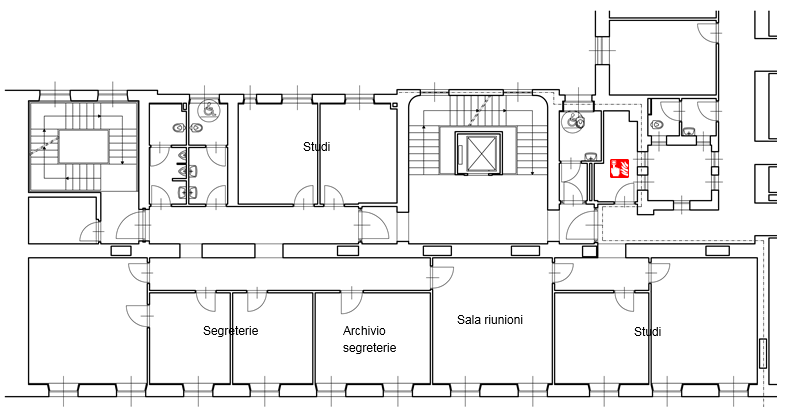 Studi
Segreterie
Archivio
segreterie
Sala riunioni
Studi